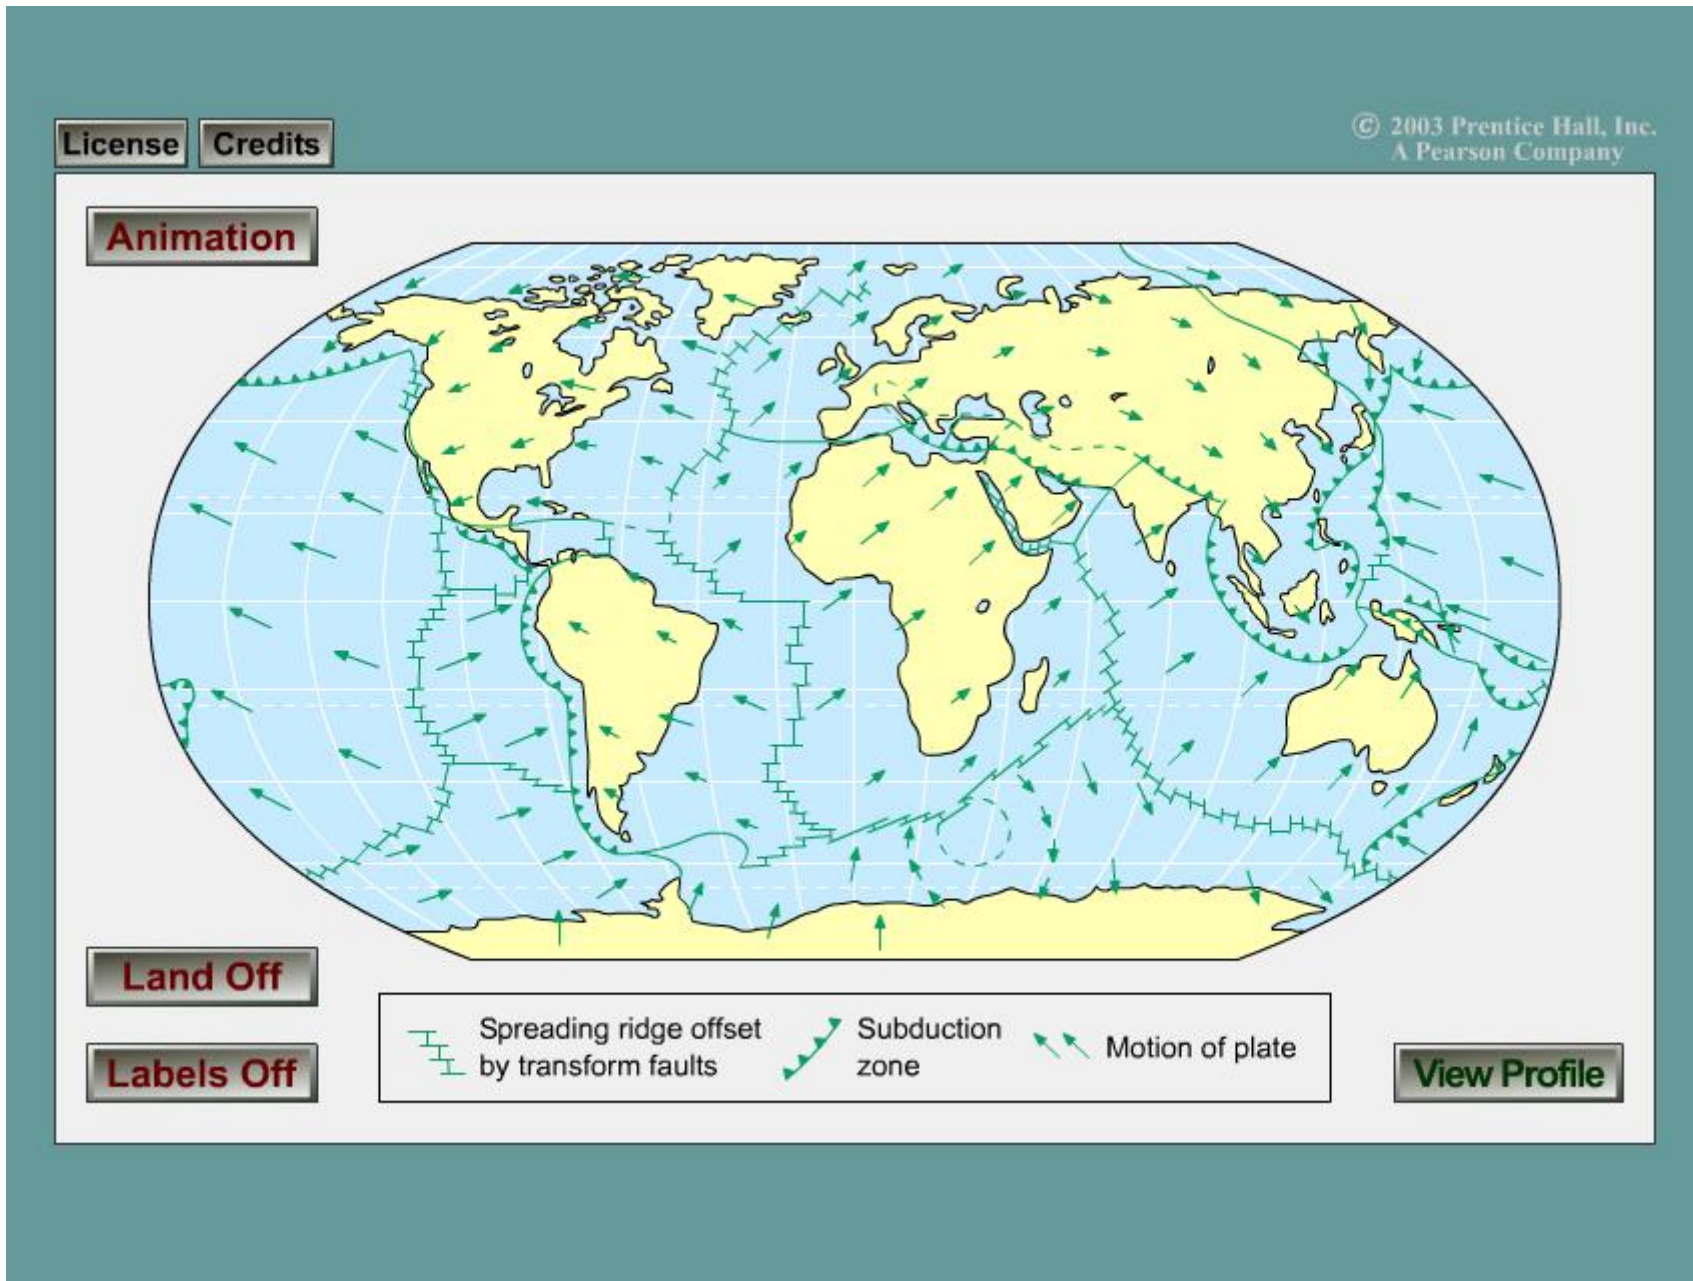 License
Credits
© 2003 Prentice Hall, Inc.
A Pearson Company
Animation
Land Off
Labels Off
Spreading ridge offset
by transform faults
Subduction
zone
Motion of plate
View Profile